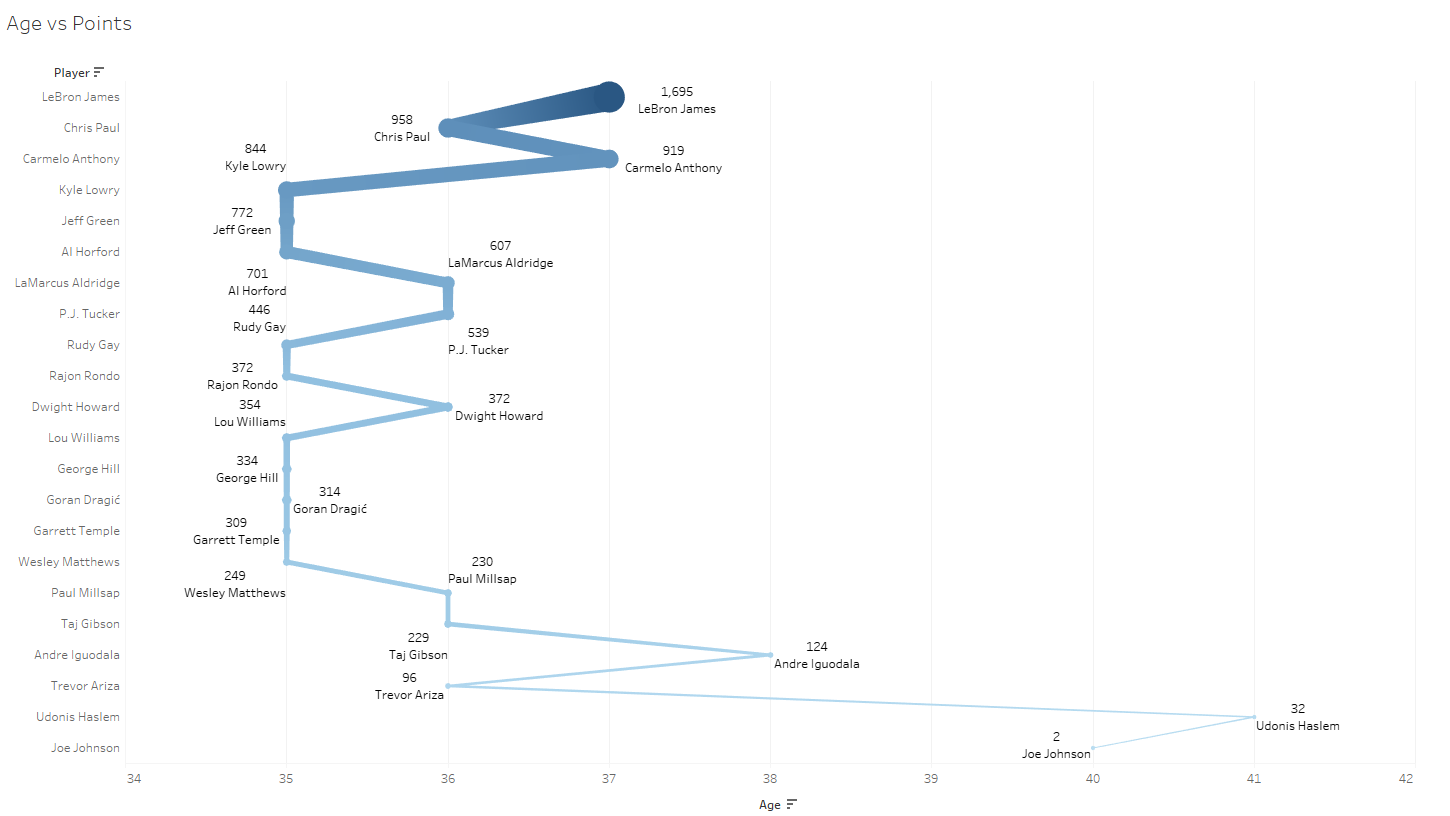 Age vs Points
Player
LeBron James
Chris Paul
Carmelo Anthony
Kyle Lowry
Jeff Green
Al Horford
LaMarcus Aldridge
P.J. Tucker
Rudy Gay
Rajon Rondo
Dwight Howard
Lou Williams
George Hill
Goran Dragić
Garrett Temple
Wesley Matthews
Paul Millsap
Taj Gibson
Andre Iguodala
Trevor Ariza
Udonis Haslem
Joe Johnson
1,695
LeBron James
958
Chris Paul
919
Carmelo Anthony
844
Kyle Lowry
772
Jeff Green
701
Al Horford
607
LaMarcus Aldridge
539
P.J. Tucker
446
Rudy Gay
372
Rajon Rondo
372
Dwight Howard
354
Lou Williams
334
George Hill
314
Goran Dragić
309
Garrett Temple
249
Wesley Matthews
230
Paul Millsap
229
Taj Gibson
124
Andre Iguodala
96
Trevor Ariza
32
Udonis Haslem
2
Joe Johnson
34 35 36 37 38 39 40 41 42
Age